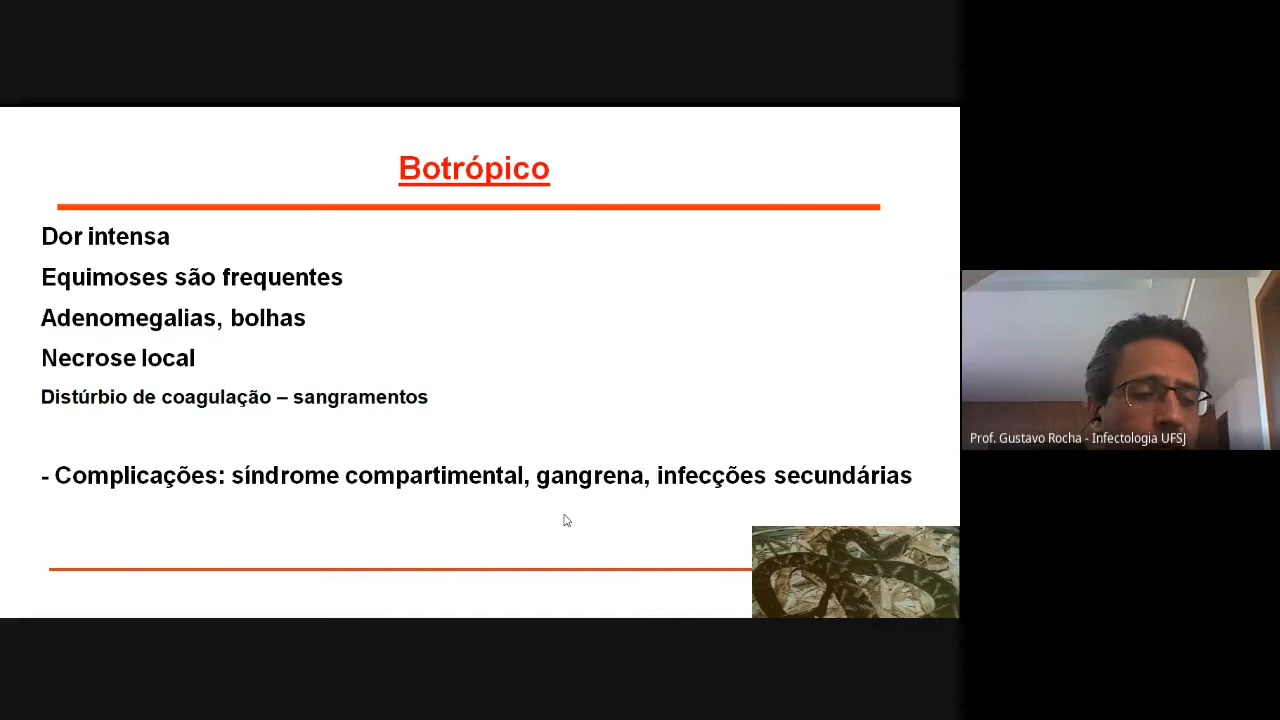 Botrópico
Dor intensa
Equimoses são frequentes
Adenomegalias, bolhas
Necrose local
Distúrbio de coagulação – sangramentos
- Complicações: síndrome compartimental, gangrena, infecções secundárias
Prof. Gustavo Rocha - Infectologia UFSJ